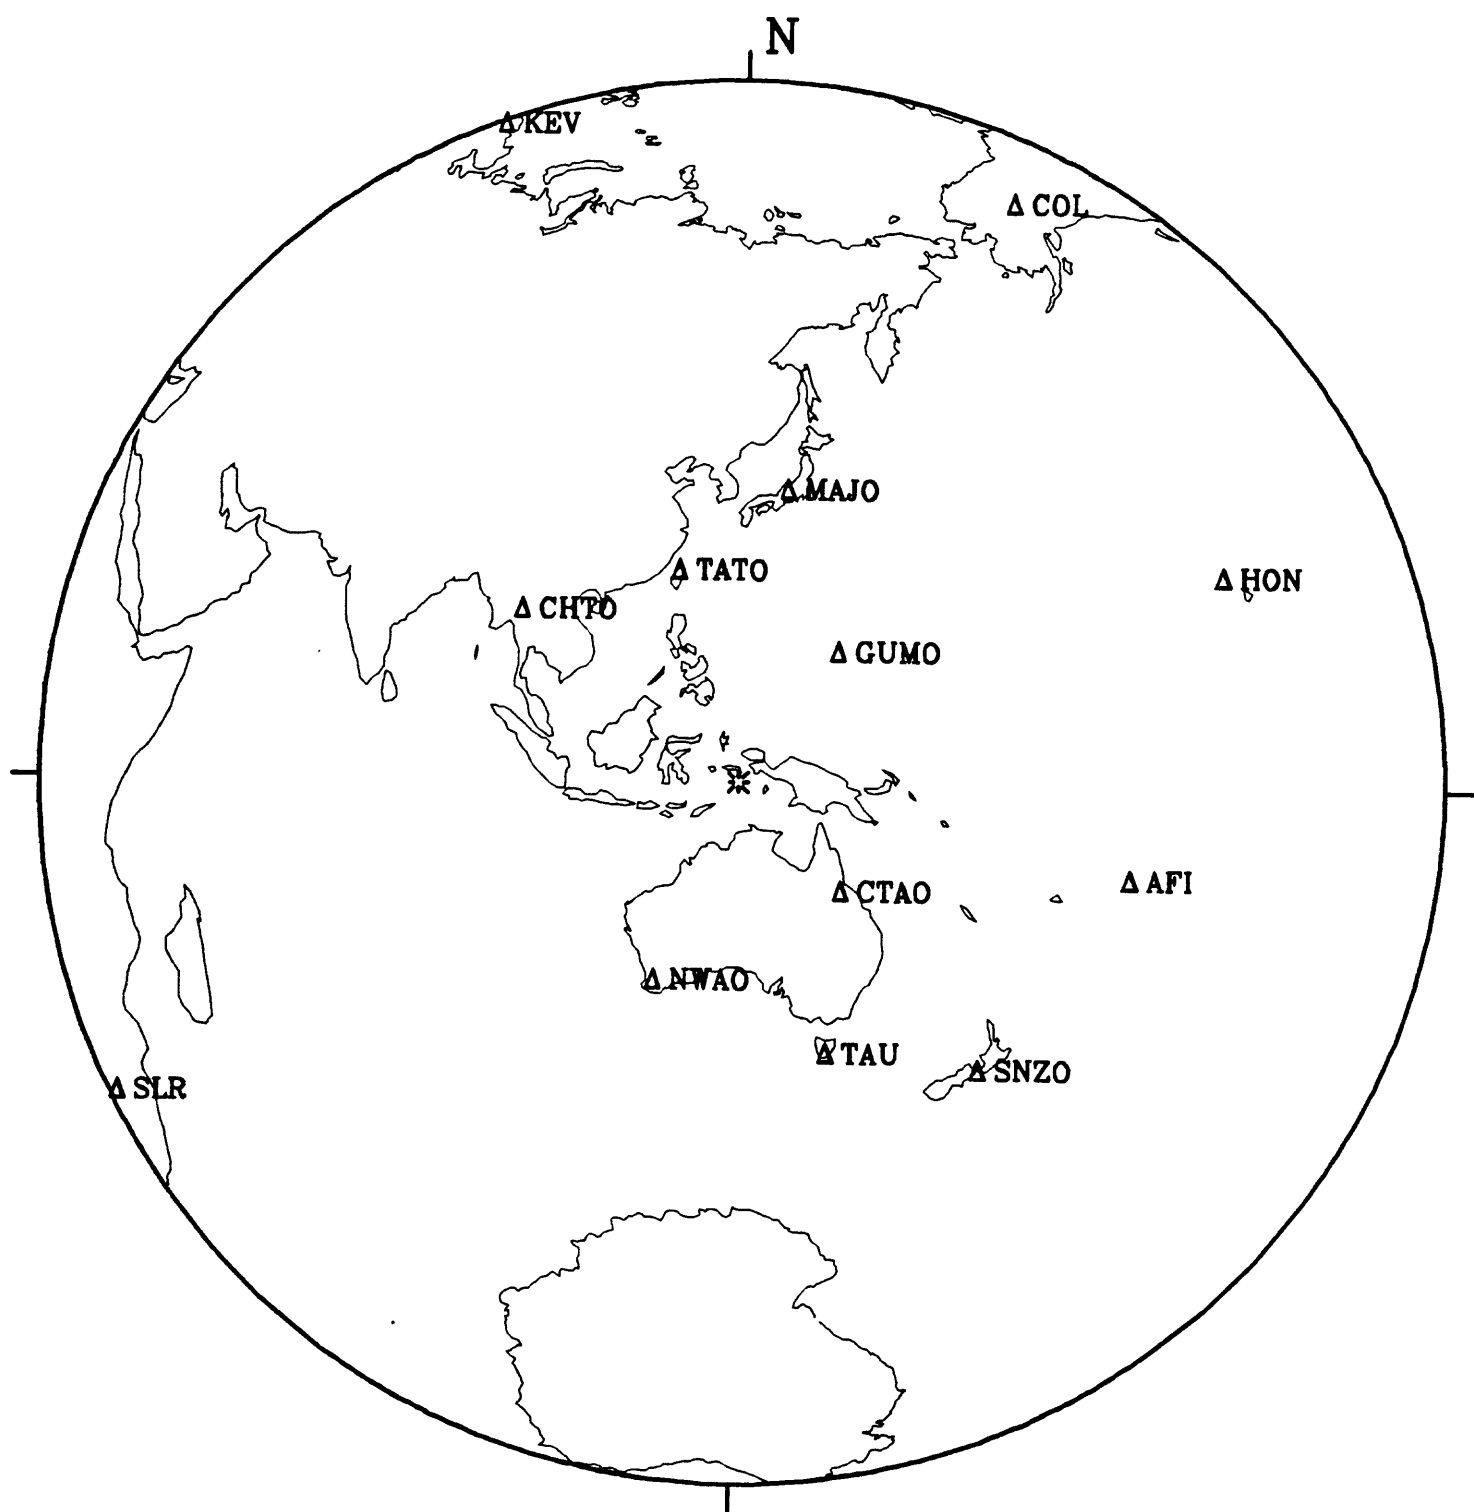 N
KEV
COL
MAJO
TATO
HON
CHTO
GUMO
AFI
CTAO
NWAO
TAU
SNZO
SLR